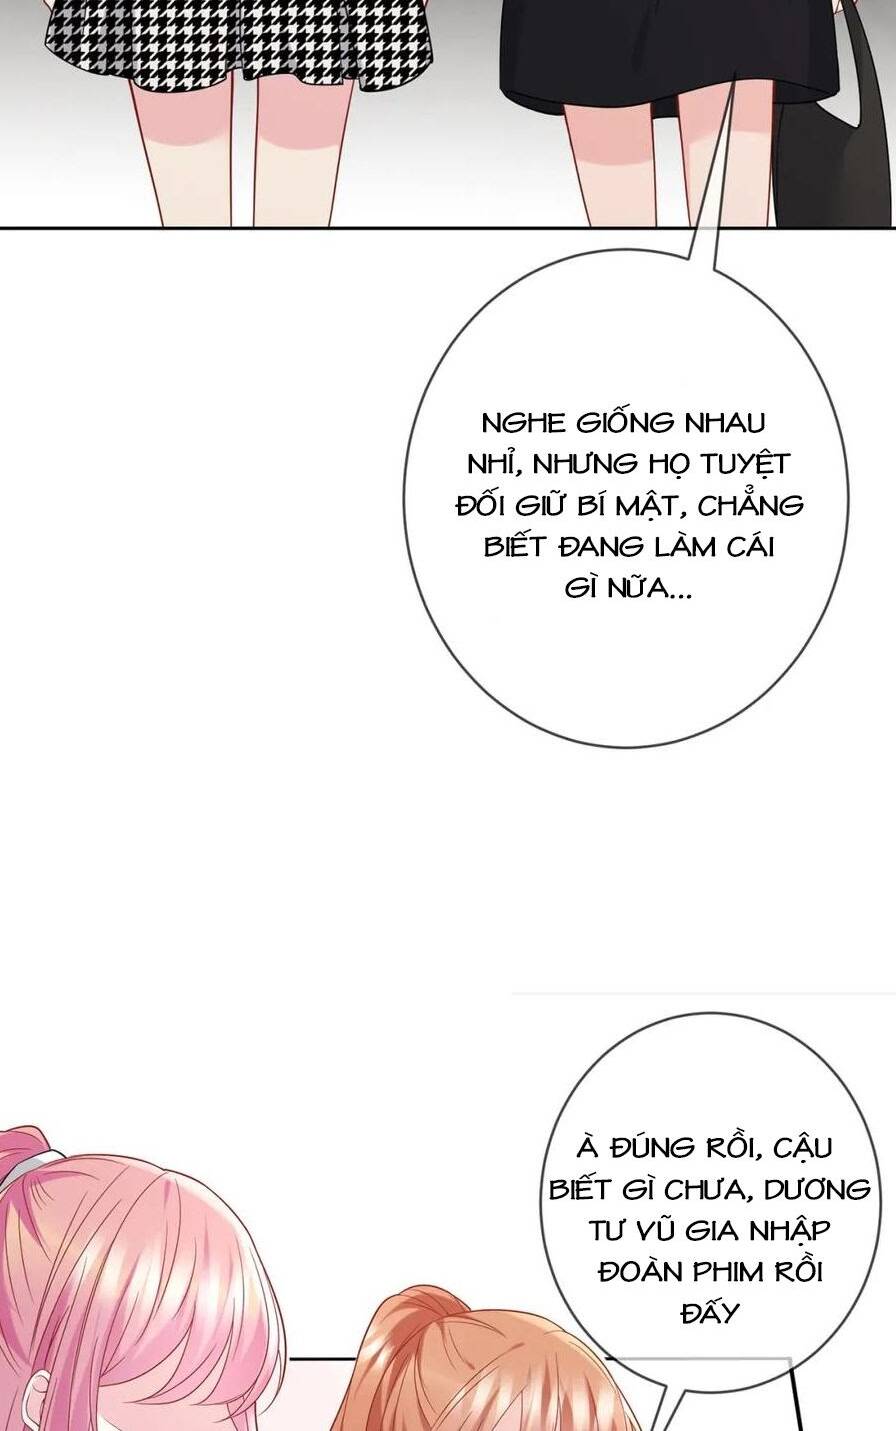 NGHE GIỐNG NHAU
NHỈ, NHƯNG HỌ TUYỆT
ĐỐI GIỮ BÍ MẬT, CHẲNG
BIẾT ĐANG LÀM CÁI
GÌ NỮA...
À ĐÚNG RỒI, CẬU
BIẾT GÌ CHƯA, DƯƠNG
TƯ VŨ GIA NHẬP
ĐOÀN PHIM RỒI
ĐẤY